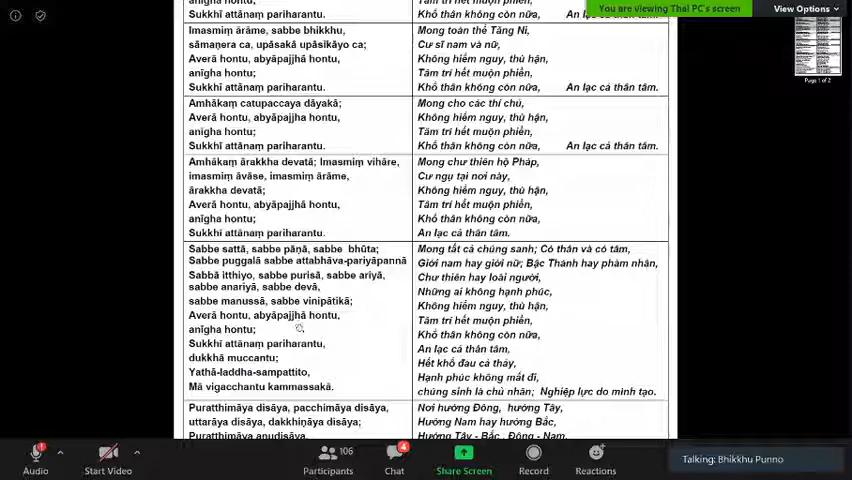 You are viewing Thai PC's screen
View Options
Sukkhī attānaṃ pariharantu.
Khổ thân không còn nữa, An lạc cả thân tâm.
Imasmiṃ ārāme, sabbe bhikkhu,
sāmaṇera ca, upāsakā upāsikāyo ca;
Averā hontu, abyāpajjhā hontu,
anīgha hontu;
Sukkhī attānaṃ pariharantu.
Mong toàn thể Tăng Ni,
Cư sĩ nam và nữ,
Không hiểm nguy, thù hận,
Tâm trí hết muộn phiền,
Khổ thân không còn nữa, An lạc cả thân tâm.
Amhākaṃ catupaccaya dāyakā;
Averā hontu, abyāpajjhā hontu,
anīgha hontu;
Sukkhī attānaṃ pariharantu.
Mong cho các thí chủ,
Không hiểm nguy, thù hận,
Tâm trí hết muộn phiền,
Khổ thân không còn nữa, An lạc cả thân tâm.
Amhākaṃ ārakkha devatā; Imasmiṃ vihāre,
imasmiṃ āvāse, imasmiṃ ārāme,
ārakkha devatā;
Averā hontu, abyāpajjhā hontu,
anīgha hontu;
Sukkhī attānaṃ pariharantu.
Mong chư thiên hộ Pháp,
Cư ngụ tại nơi này,
Không hiểm nguy, thù hận,
Tâm trí hết muộn phiền,
Khổ thân không còn nữa,
An lạc cả thân tâm.
Sabbe sattā, sabbe pāṇā, sabbe bhūta;
Sabbe puggalā sabbe attabhāva-pariyāpannā
Sabbā itthiyo, sabbe purisā, sabbe ariyā,
sabbe anariyā, sabbe devā,
sabbe manussā, sabbe vinipātikā;
Averā hontu, abyāpajjhā hontu,
anīgha hontu;
Sukkhī attānaṃ pariharantu,
dukkhā muccantu;
Yathā-laddha-sampattito,
Mā vigacchantu kammassakā.
Mong tất cả chúng sanh; Có thân và có tâm,
Giới nam hay giới nữ; Bậc Thánh hay phàm nhân,
Chư thiên hay loài người,
Những ai không hạnh phúc,
Không hiểm nguy, thù hận,
Tâm trí hết muộn phiền,
Khổ thân không còn nữa,
An lạc cả thân tâm,
Hết khổ đau cả thảy,
Hạnh phúc không mất đi,
chúng sinh là chủ nhân; Nghiệp lực do mình tạo.
Puratthimāya disāya, pacchimāya disāya,
uttarāya disāya, dakkhiṇāya disāya;
Puratthimāya anudisāya,
Nơi hướng Đông, hướng Tây,
Hướng Nam hay hướng Bắc,
Hướng Tây - Bắc, Đông - Nam,
Page 1 of 2
Audio
Start Video
106
Participants
4
Chat
Share Screen
Record
Reactions
Talking: Bhikkhu Punno